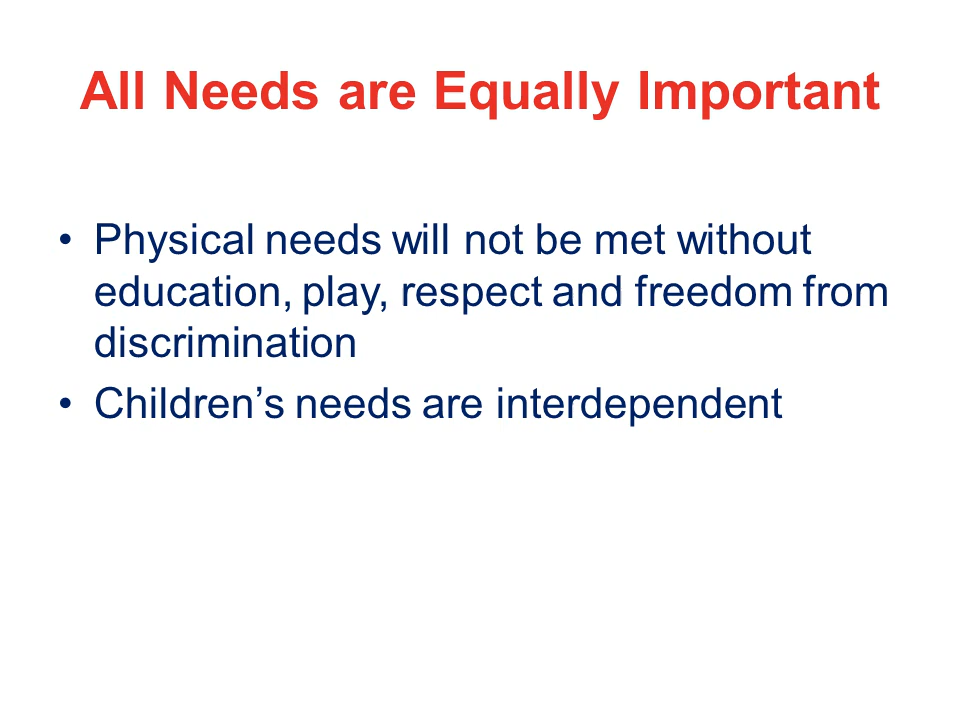 All Needs are Equally Important
• Physical needs will not be met without
education, play, respect and freedom from
discrimination
• Children’s needs are interdependent